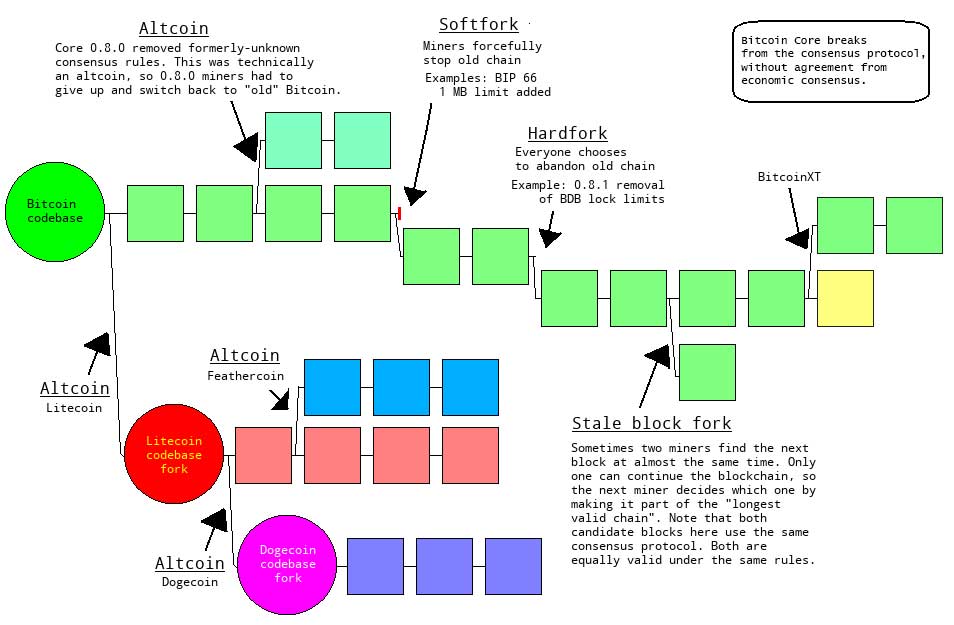 Altcoin
Core 0.8.0 removed formerly-unknown
consensus rules. This was technically
an altcoin, so 0.8.0 miners had to
give up and switch back to "old" Bitcoin.
Softfork
Miners forcefully
stop old chain
Examples: BIP 66
1 MB limit added
Bitcoin Core breaks
from the consensus protocol,
without agreement from
economic consensus.
Hardfork
Everyone chooses
to abandon old chain
Example: 0.8.1 removal
of BDB lock limits
BitcoinXT
Bitcoin
codebase
Altcoin
Litecoin
Altcoin
Feathercoin
Litecoin
codebase
fork
Stale block fork
Sometimes two miners find the next
block at almost the same time. Only
one can continue the blockchain, so
the next miner decides which one by
making it part of the "longest
valid chain". Note that both
candidate blocks here use the same
consensus protocol. Both are
equally valid under the same rules.
Altcoin
Dogecoin
Dogecoin
codebase
fork